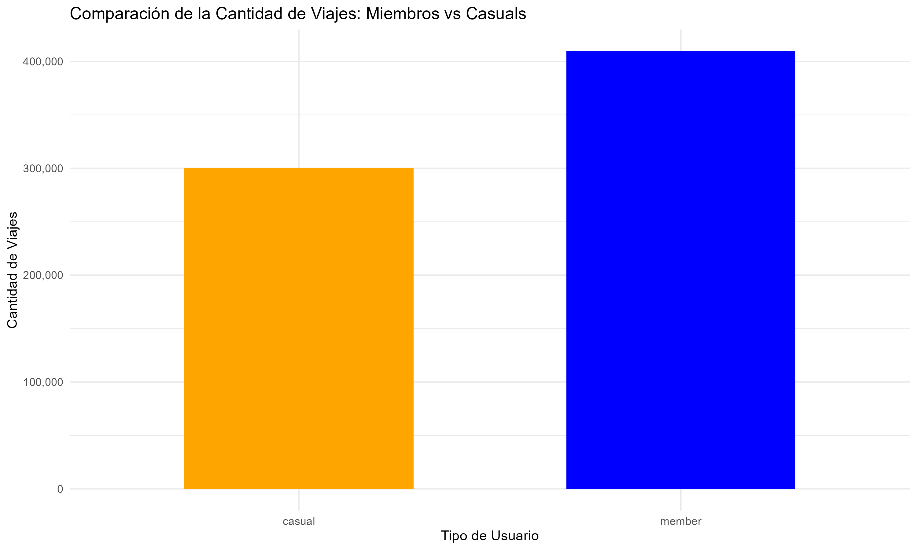 Comparación de la Cantidad de Viajes: Miembros vs Casuals
Cantidad de Viajes
400,000
300,000
200,000
100,000
0
casual
member
Tipo de Usuario